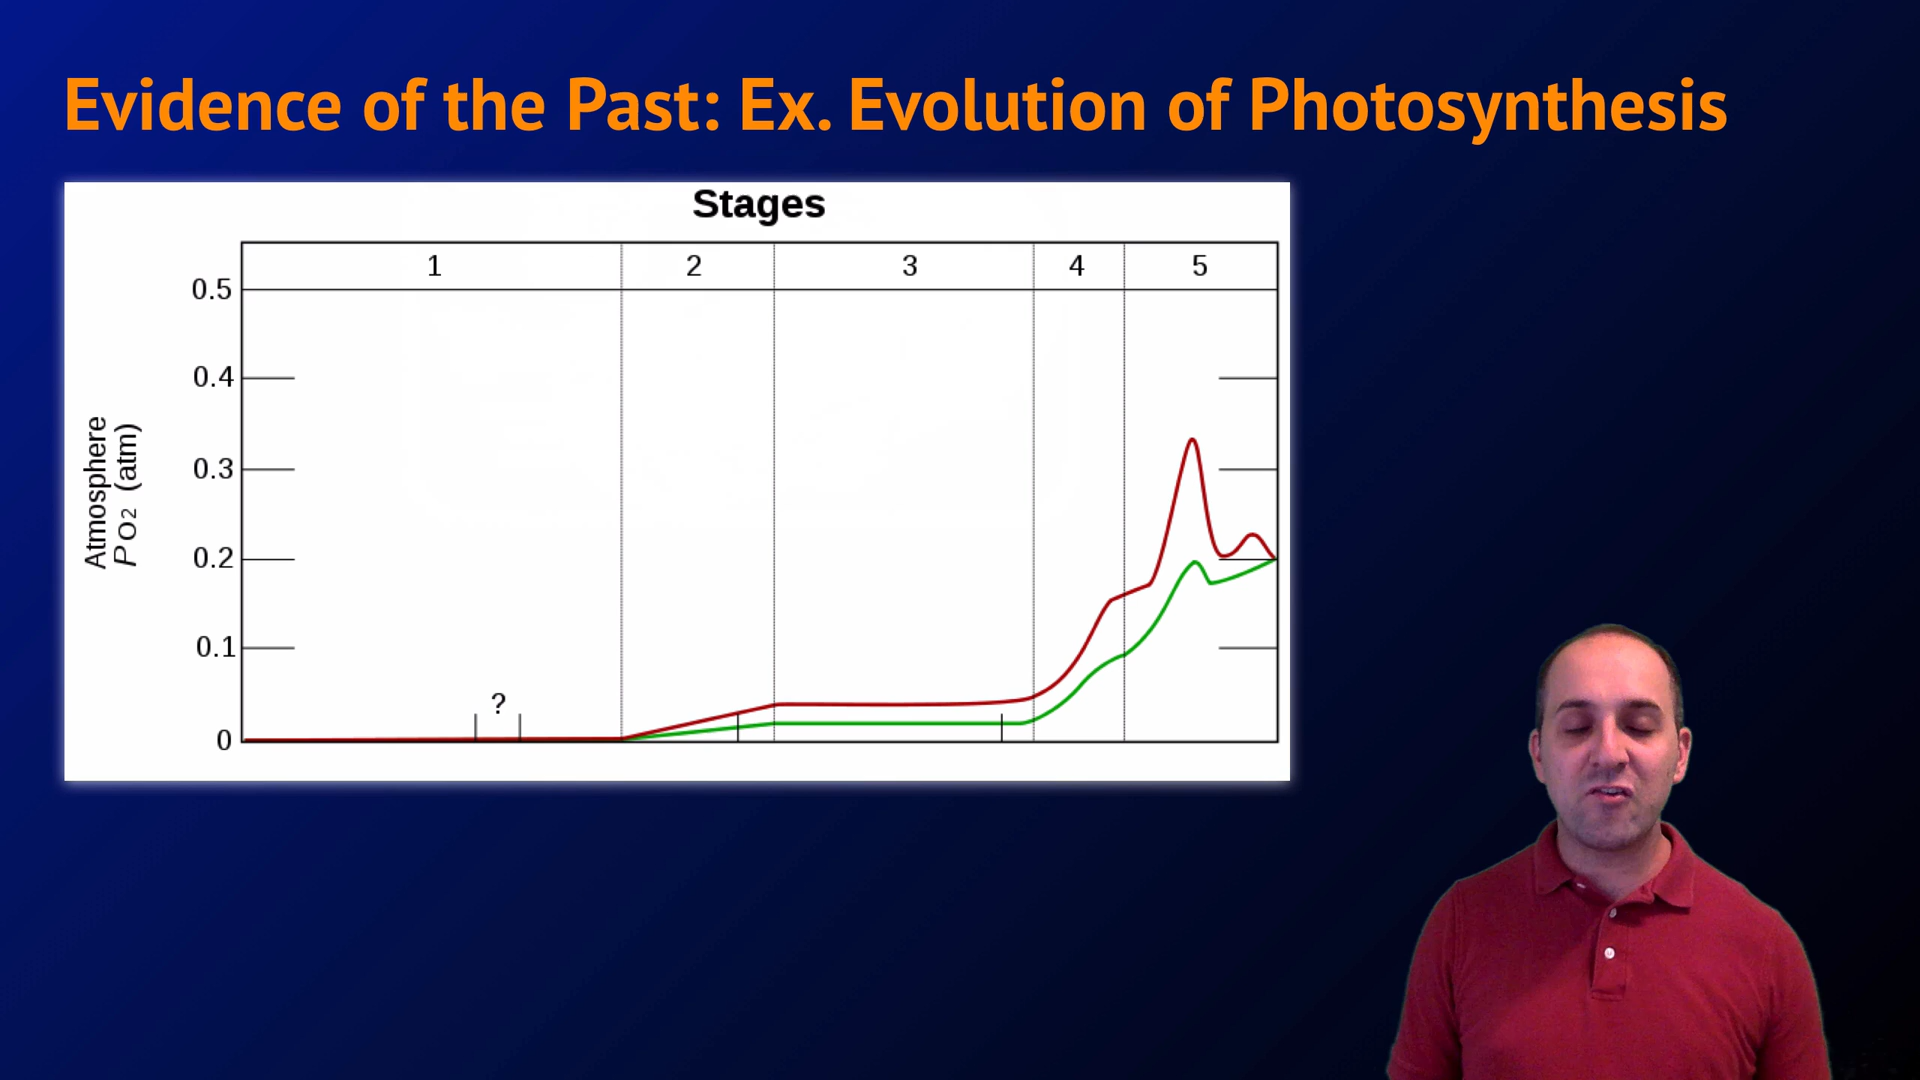 Evidence of the Past: Ex. Evolution of Photosynthesis
Stages
1 2 3 4 5
0.5
0.4
0.3
0.2
0.1
0
Atmosphere
PO2 (atm)
?